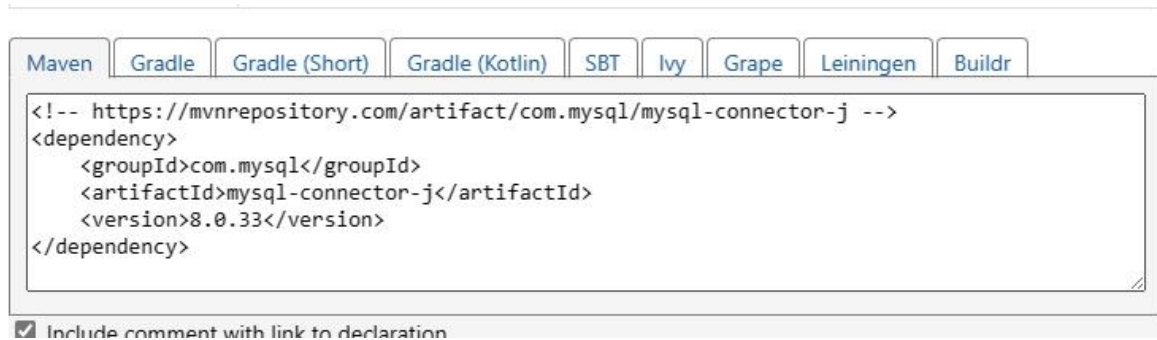 Maven Gradle Gradle (Short) Gradle (Kotlin) SBT Ivy Grape Leiningen Buildr
<!-- https://mvnrepository.com/artifact/com.mysql/mysql-connector-j -->
<dependency>
    <groupId>com.mysql</groupId>
    <artifactId>mysql-connector-j</artifactId>
    <version>8.0.33</version>
</dependency>
Include comment with link to declaration